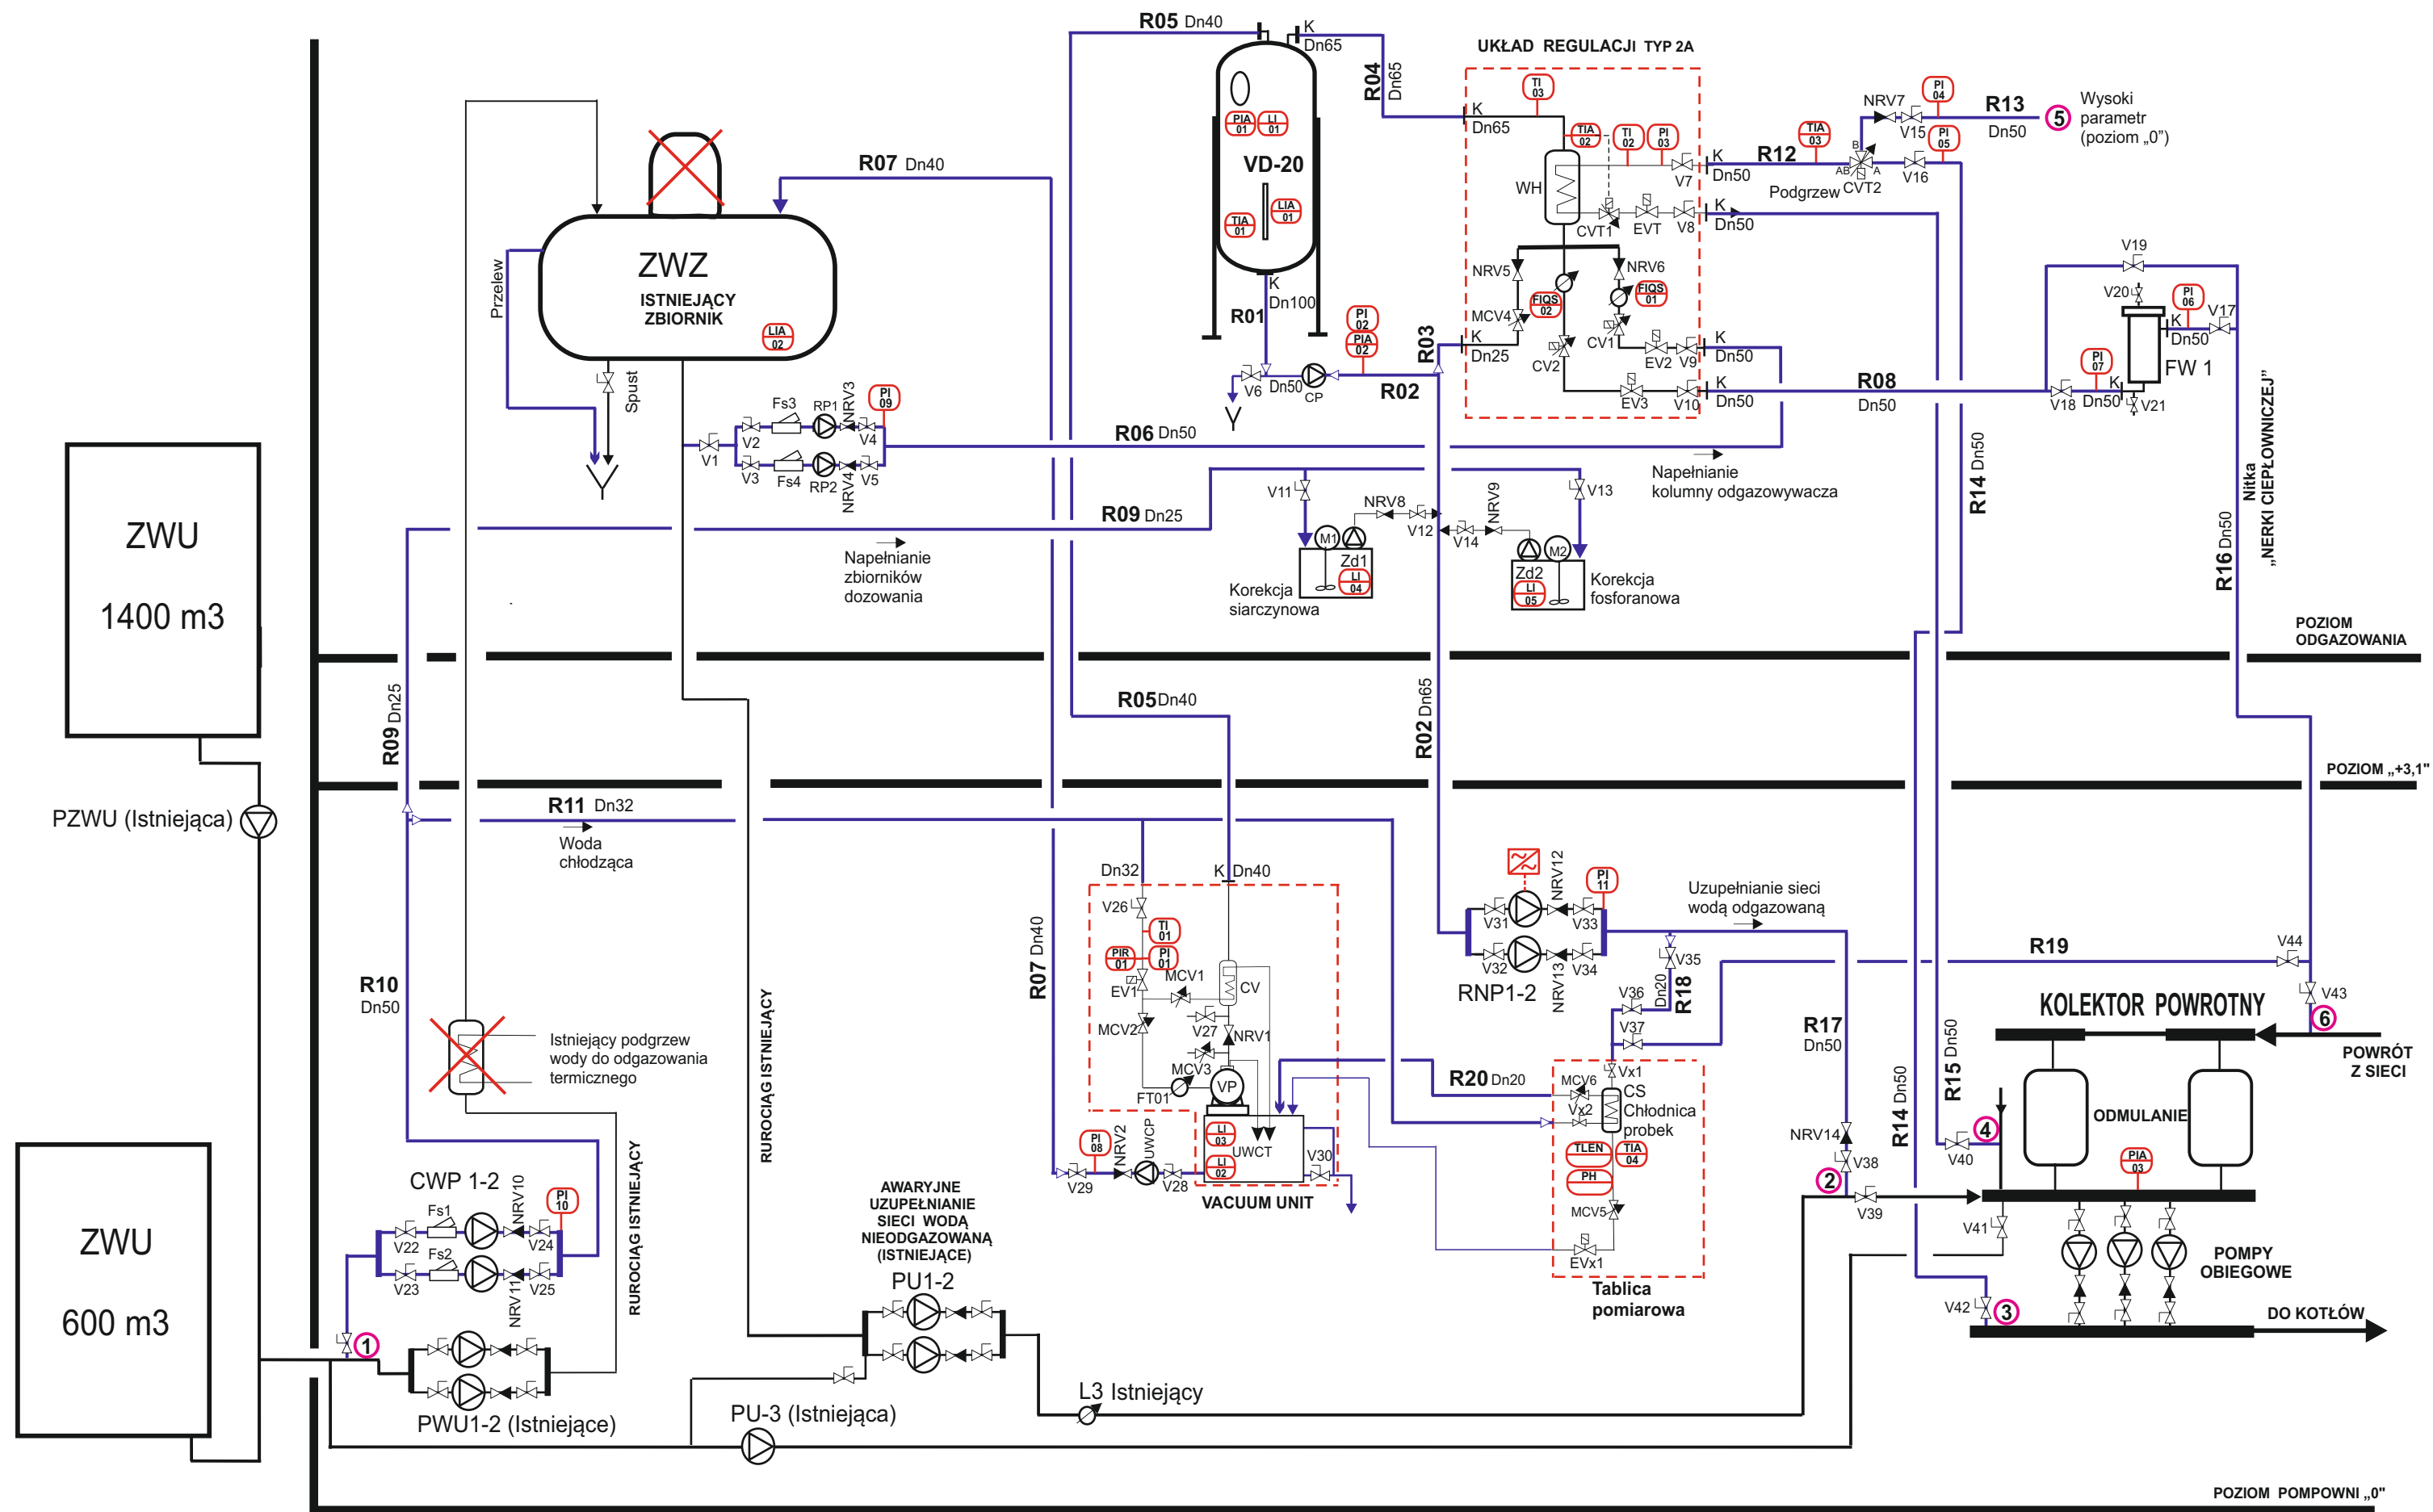 R05 Dn40
K
Dn65
R04 Dn65
UKŁAD REGULACJI TYP 2A
TI 03
K
Dn65
TIA 02
TI 02
PI 03
WH
V7
K
Dn50
R12
Podgrzew
TIA 03
NRV7
PI 04
V15
R13
Dn50
5
Wysoki
parametr
(poziom „0”)
PI 05
B
AB
A
CVT2
V16
CVT1
EVT
V8
K
Dn50
PIA 01
LI 01
VD-20
LIA 01
TIA 01
R07 Dn40
ZWZ
ISTNIEJĄCY
ZBIORNIK
LIA 02
Przelew
Spust
K
Dn100
R01
PI 02
PIA 02
R03
K
Dn25
V6
Dn50
CP
R02
NRV5
NRV6
FIQS 02
FIQS 01
MCV4
CV2
CV1
EV2
V9
K
Dn50
EV3
V10
K
Dn50
R08
Dn50
V19
V20
PI 06
V17
K
Dn50
FW 1
PI 07
V18
Dn50
K
V21
Fs3
RP1
NRV3
PI 09
V1
V2
V4
V3
Fs4
RP2
NRV4
V5
R06 Dn50
Napełnianie
kolumny odgazowywacza
R14 Dn50
R16 Dn50
Nitka
„NERKI CIEPŁOWNICZEJ”
R09 Dn25
Napełnianie
zbiorników
dozowania
V11
NRV8
V12
V14
NRV9
V13
M1
Zd1
LI 04
Korekcja
siarczynowa
M2
Zd2
LI 05
Korekcja
fosforanowa
ZWU
1400 m3
POZIOM
ODGAZOWANIA
R09 Dn25
R05 Dn40
R02 Dn65
POZIOM „+3,1"
PZWU (Istniejąca)
R11 Dn32
Woda
chłodząca
Dn32
K Dn40
V26
TI 01
PIR 01
PI 01
EV1
MCV1
CV
MCV2
V27
NRV1
MCV3
FT01
VP
UWCT
LI 03
LI 02
V30
VACUUM UNIT
R07 Dn40
PI 08
NRV2
UWCP
V29
V28
NRV12
PI 11
V31
V33
V32
NRV13
V34
RNP1-2
Uzupełnianie sieci
wodą odgazowaną
V35
Dn20
R18
V36
V37
R19
V44
V43
6
KOLEKTOR POWROTNY
POWRÓT
Z SIECI
R17
Dn50
R14 Dn50
R15 Dn50
R20 Dn20
Vx1
MCV6
CS
Chłodnica
probek
Vx2
TLEN
TIA 04
PH
MCV5
EVx1
Tablica
pomiarowa
ODMULANIE
4
V40
NRV14
V38
2
V39
PIA 03
V41
POMPY
OBIEGOWE
V42
3
DO KOTŁÓW
R10
Dn50
Istniejący podgrzew
wody do odgazowania
termicznego
RUROCIĄG ISTNIEJĄCY
RUROCIĄG ISTNIEJĄCY
CWP 1-2
Fs1
NRV10
PI 10
V22
V24
Fs2
V23
NRV11
V25
1
PWU1-2 (Istniejące)
ZWU
600 m3
AWARYJNE
UZUPEŁNIANIE
SIECI WODĄ
NIEODGAZOWANĄ
(ISTNIEJĄCE)
PU1-2
PU-3 (Istniejąca)
L3 Istniejący
POZIOM POMPOWNI „0"